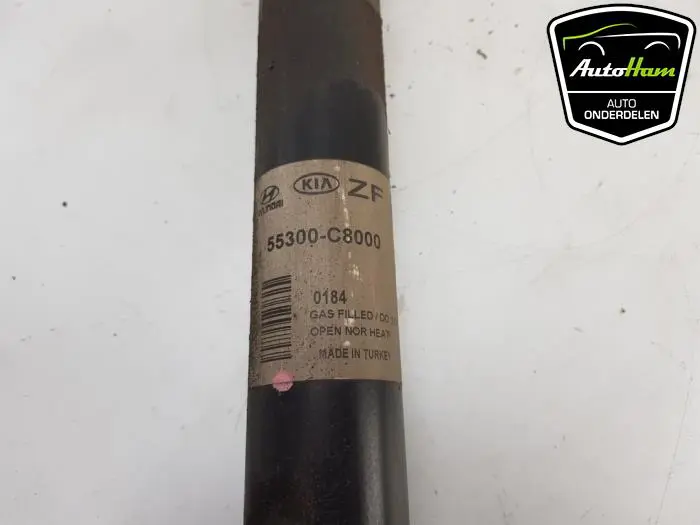 AutoHam
AUTO
ONDERDELEN
HYUNDAI KIA ZF
55300-C8000
0184
GAS FILLED / DO
OPEN NOR HEAT
MADE IN TURKEY